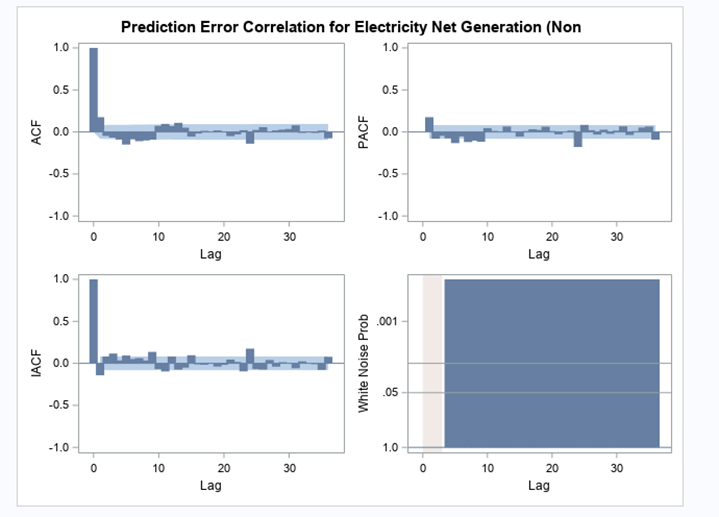 Prediction Error Correlation for Electricity Net Generation (Non
1.0
0.5
0.0
-0.5
-1.0
ACF
0 10 20 30
Lag
1.0
0.5
0.0
-0.5
-1.0
PACF
0 10 20 30
Lag
1.0
0.5
0.0
-0.5
-1.0
IACF
0 10 20 30
Lag
.001
.05
1.0
White Noise Prob
0 10 20 30
Lag